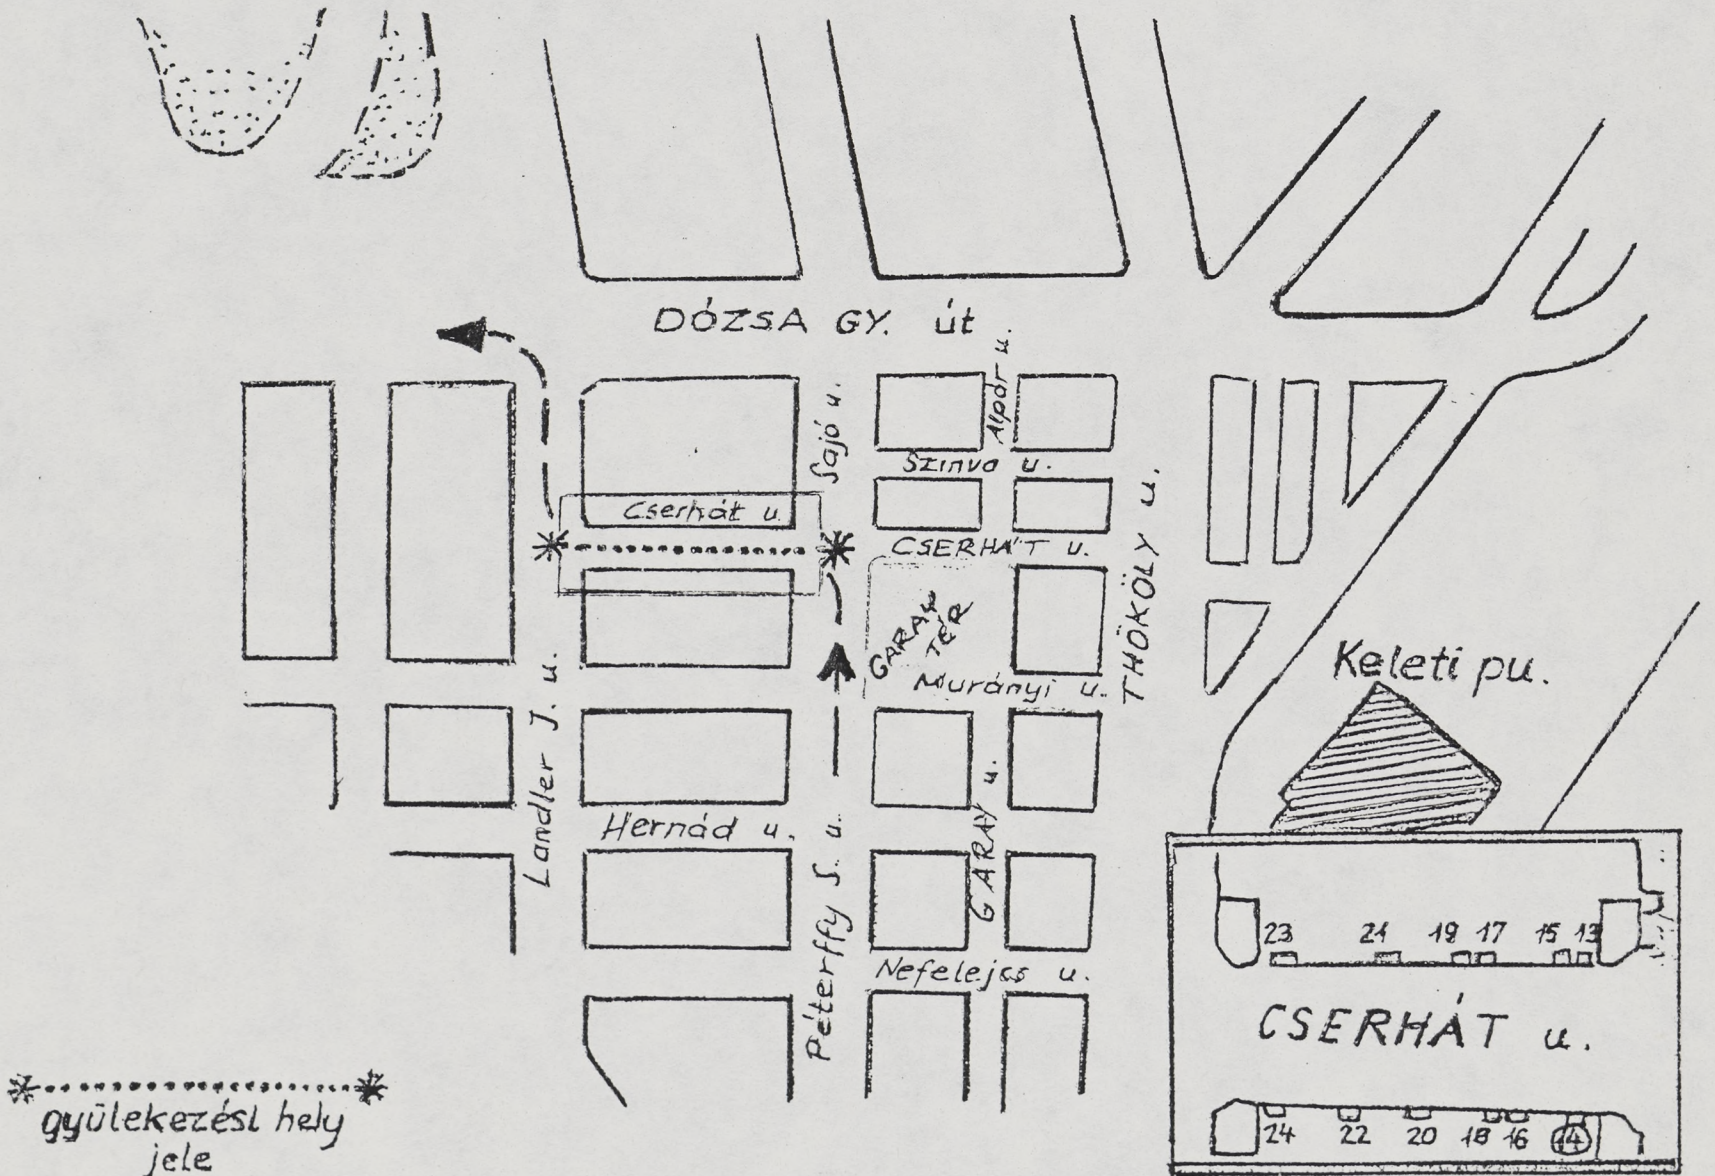 DÓZSA GY. út
Alpár u.
Sajó u.
Szinva u.
Cserhát u.
CSERHÁT u.
THÖKÖLY u.
GARAY
TÉR
Murányi u.
Keleti pu.
Landler J. u.
Hernád u.
Péterffy S. u.
GARAY u.
Nefelejcs u.
23 21 19 17 15 13
CSERHÁT u.
24 22 20 18 16 14
gyülekezési hely
jele